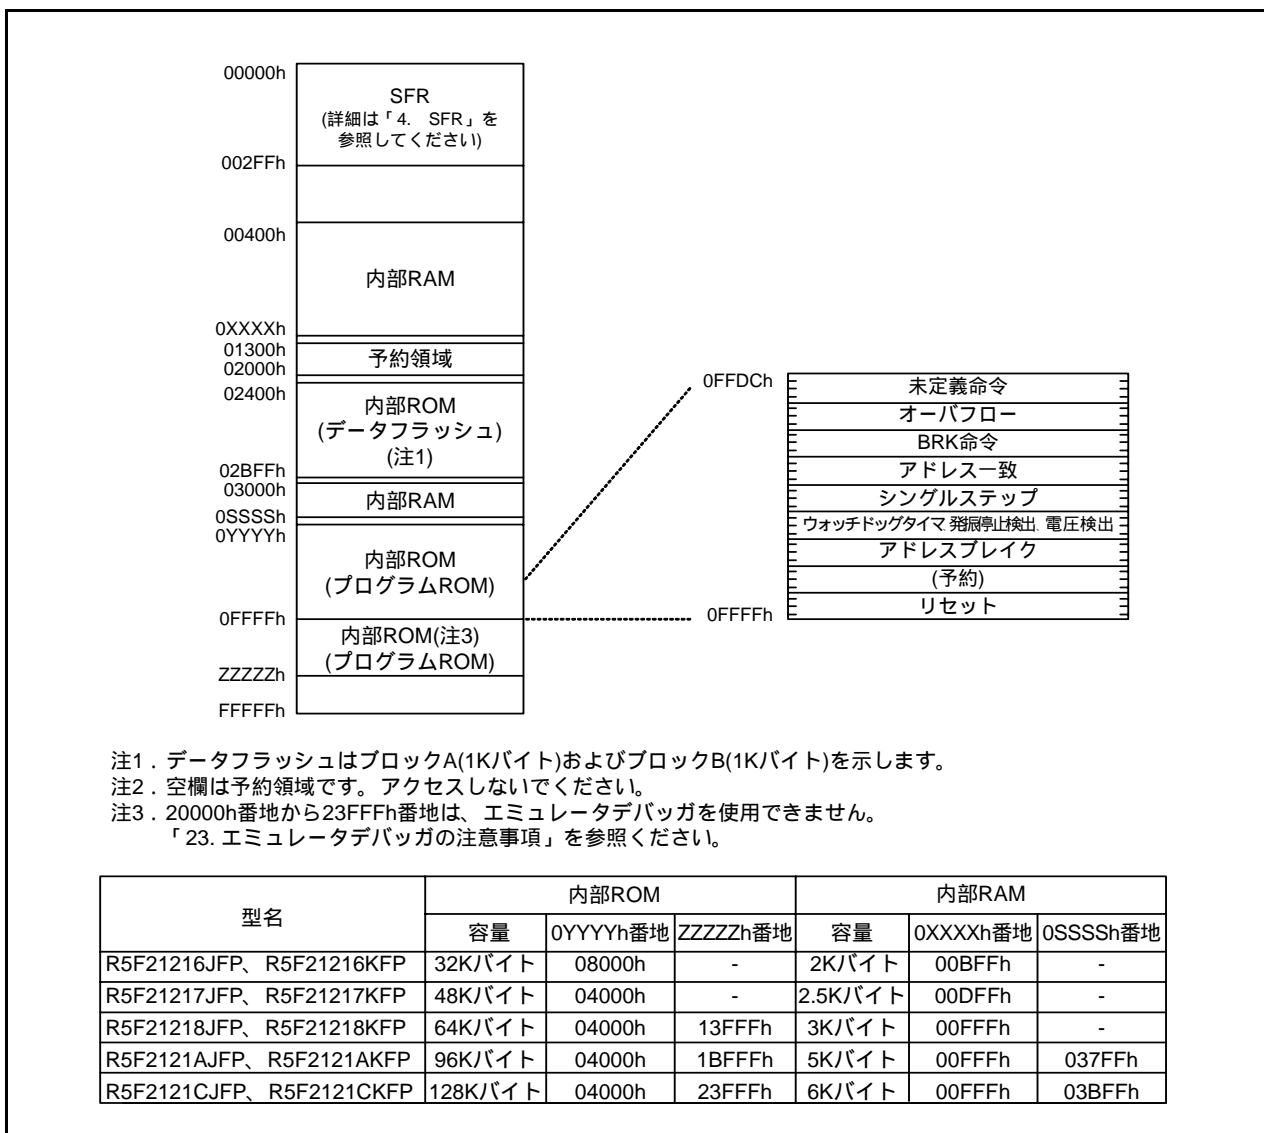 00000h
SFR
(詳細は「4. SFR」を
参照してください)
002FFh
00400h
内部RAM
0XXXXh
01300h
予約領域
02000h
02400h
内部ROM
(データフラッシュ)
(注1)
02BFFh
03000h
内部RAM
0SSSSh
0YYYYh
内部ROM
(プログラムROM)
0FFFFh
内部ROM(注3)
(プログラムROM)
ZZZZZh
FFFFFh
0FFDCh
未定義命令
オーバフロー
BRK命令
アドレス一致
シングルステップ
ウォッチドッグタイマ、発振停止検出、電圧検出
アドレスブレイク
(予約)
リセット
0FFFFh
注1．データフラッシュはブロックA(1Kバイト)およびブロックB(1Kバイト)を示します。
注2．空欄は予約領域です。アクセスしないでください。
注3．20000h番地から23FFFh番地は、エミュレータデバッガを使用できません。
「23. エミュレータデバッガの注意事項」を参照ください。
型名 内部ROM 内部RAM
容量 0YYYYh番地 ZZZZZh番地 容量 0XXXXh番地 0SSSSh番地
R5F21216JFP、R5F21216KFP 32Kバイト 08000h - 2Kバイト 00BFFh -
R5F21217JFP、R5F21217KFP 48Kバイト 04000h - 2.5Kバイト 00DFFh -
R5F21218JFP、R5F21218KFP 64Kバイト 04000h 13FFFh 3Kバイト 00FFFh -
R5F2121AJFP、R5F2121AKFP 96Kバイト 04000h 1BFFFh 5Kバイト 00FFFh 037FFh
R5F2121CJFP、R5F2121CKFP 128Kバイト 04000h 23FFFh 6Kバイト 00FFFh 03BFFh